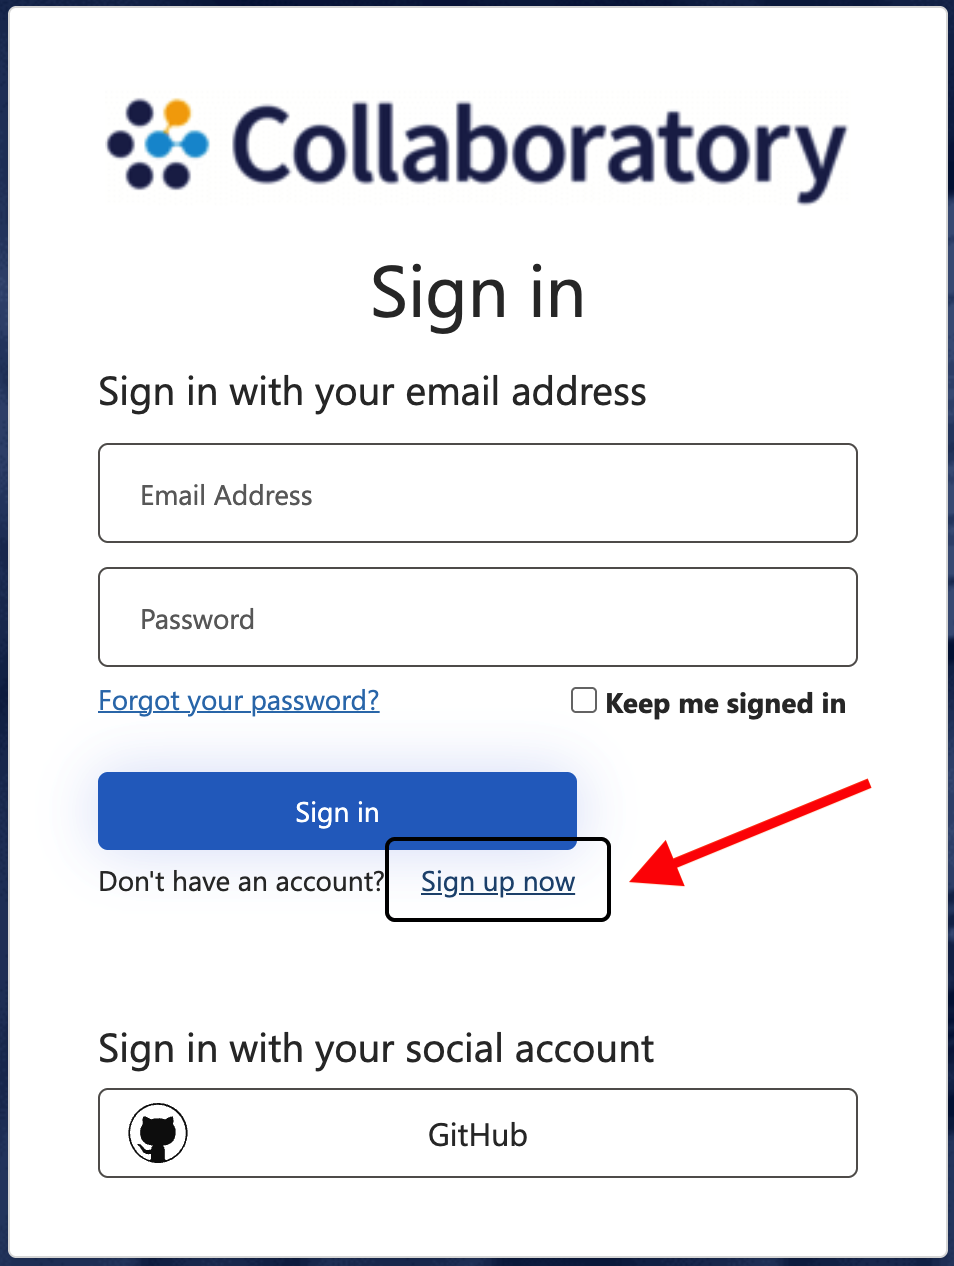 Collaboratory
Sign in
Sign in with your email address
Email Address
Password
Forgot your password? Keep me signed in
Sign in
Don't have an account? Sign up now
Sign in with your social account
GitHub